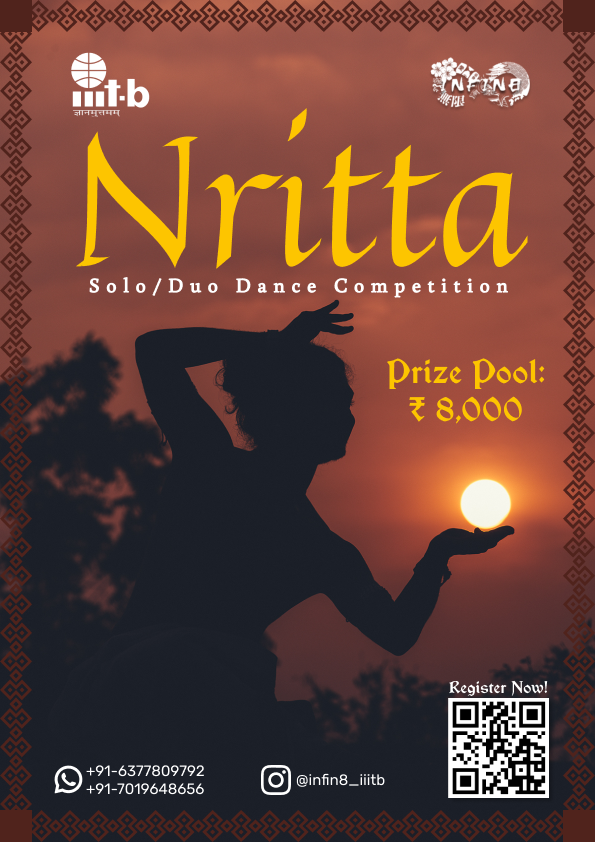 iiit-b
ज्ञानमुत्तमम्
INFIN8
Nritta
Solo/Duo Dance Competition
Prize Pool:
₹ 8,000
Register Now!
+91-6377809792
+91-7019648656
@infin8_iiitb